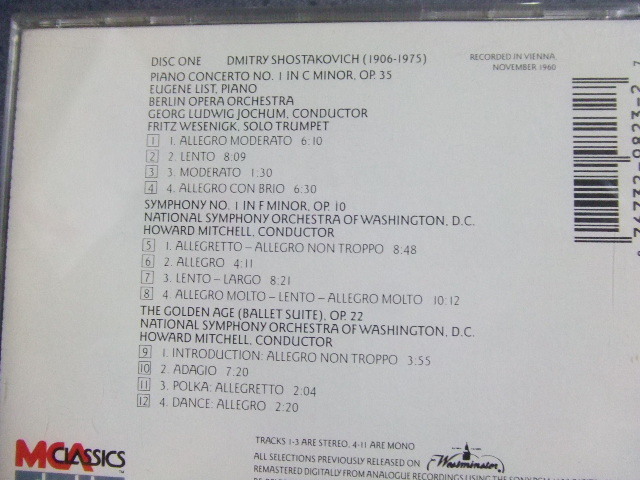 DISC ONE DMITRY SHOSTAKOVICH (1906-1975)
RECORDED IN VIENNA,
NOVEMBER 1960
PIANO CONCERTO NO. 1 IN C MINOR, OP. 35
EUGENE LIST, PIANO
BERLIN OPERA ORCHESTRA
GEORG LUDWIG JOCHUM, CONDUCTOR
FRITZ WESENIGK, SOLO TRUMPET
1 1. ALLEGRO MODERATO 6:10
2 2. LENTO 8:09
3 3. MODERATO 1:30
4 4. ALLEGRO CON BRIO 6:30
SYMPHONY NO. 1 IN F MINOR, OP. 10
NATIONAL SYMPHONY ORCHESTRA OF WASHINGTON, D.C.
HOWARD MITCHELL, CONDUCTOR
5 1. ALLEGRETTO – ALLEGRO NON TROPPO 8:48
6 2. ALLEGRO 4:11
7 3. LENTO – LARGO 8:21
8 4. ALLEGRO MOLTO – LENTO – ALLEGRO MOLTO 10:12
THE GOLDEN AGE (BALLET SUITE), OP. 22
NATIONAL SYMPHONY ORCHESTRA OF WASHINGTON, D.C.
HOWARD MITCHELL, CONDUCTOR
9 1. INTRODUCTION: ALLEGRO NON TROPPO 3:55
10 2. ADAGIO 7:20
11 3. POLKA: ALLEGRETTO 2:04
12 4. DANCE: ALLEGRO 2:20
MCA CLASSICS
TRACKS 1-3 ARE STEREO, 4-11 ARE MONO
ALL SELECTIONS PREVIOUSLY RELEASED ON Westminster
REMASTERED DIGITALLY FROM ANALOGUE RECORDINGS USING THE SONY